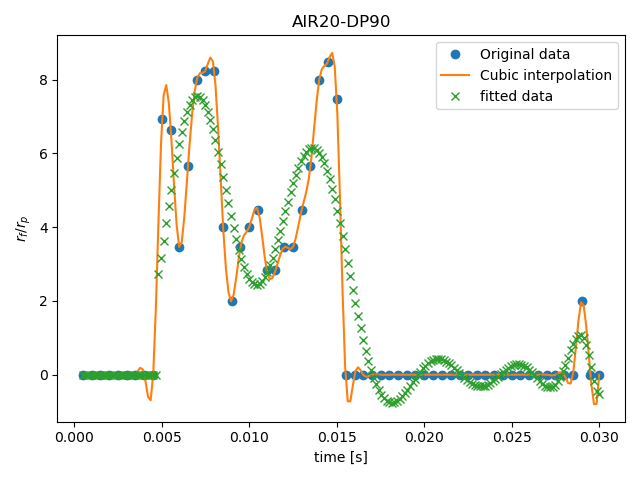 AIR20-DP90
Original data
Cubic interpolation
fitted data
r_f/r_p
8
6
4
2
0
0.000 0.005 0.010 0.015 0.020 0.025 0.030
time [s]